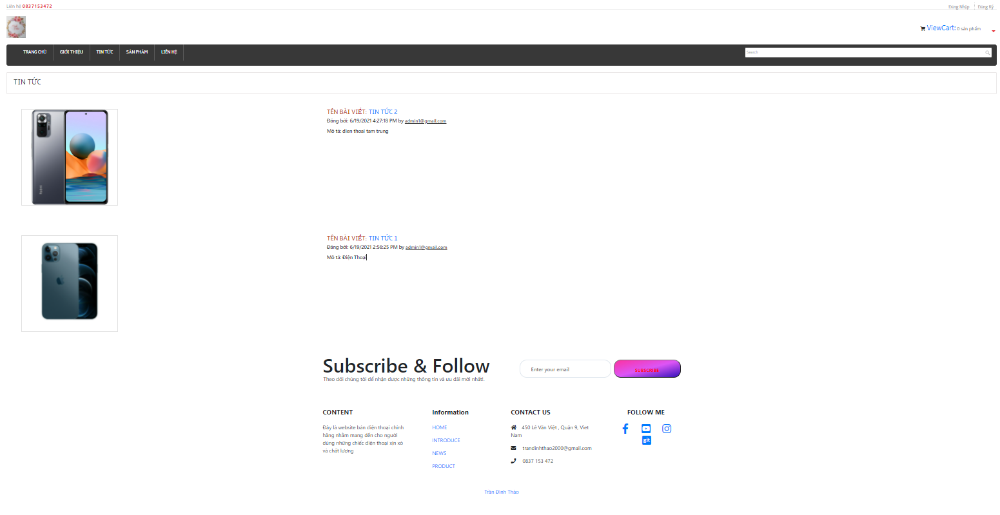 Liên hệ 0837153472
Đăng Nhập
Đăng Ký
ViewCart: 0 sản phẩm
TRANG CHỦ
GIỚI THIỆU
TIN TỨC
SẢN PHẨM
LIÊN HỆ
Search
TIN TỨC
TÊN BÀI VIẾT: TIN TỨC 2
Đăng bởi: 6/19/2021 4:27:18 PM by admin1@gmail.com
Mô tả: dien thoai tam trung
TÊN BÀI VIẾT: TIN TỨC 1
Đăng bởi: 6/19/2021 2:56:25 PM by admin1@gmail.com
Mô tả: Điện Thoại
Subscribe & Follow
Theo dõi chúng tôi để nhận được những thông tin và ưu đãi mới nhất!.
Enter your email
SUBSCRIBE
CONTENT
Đây là website bán điện thoại chính
hãng nhằm mang đến cho người
dùng những chiếc điện thoại xịn xò
và chất lượng
Information
HOME
INTRODUCE
NEWS
PRODUCT
CONTACT US
450 Lê Văn Việt , Quận 9, Viet
Nam
trandinhthao2000@gmail.com
0837 153 472
FOLLOW ME
git
Trần Đình Thảo